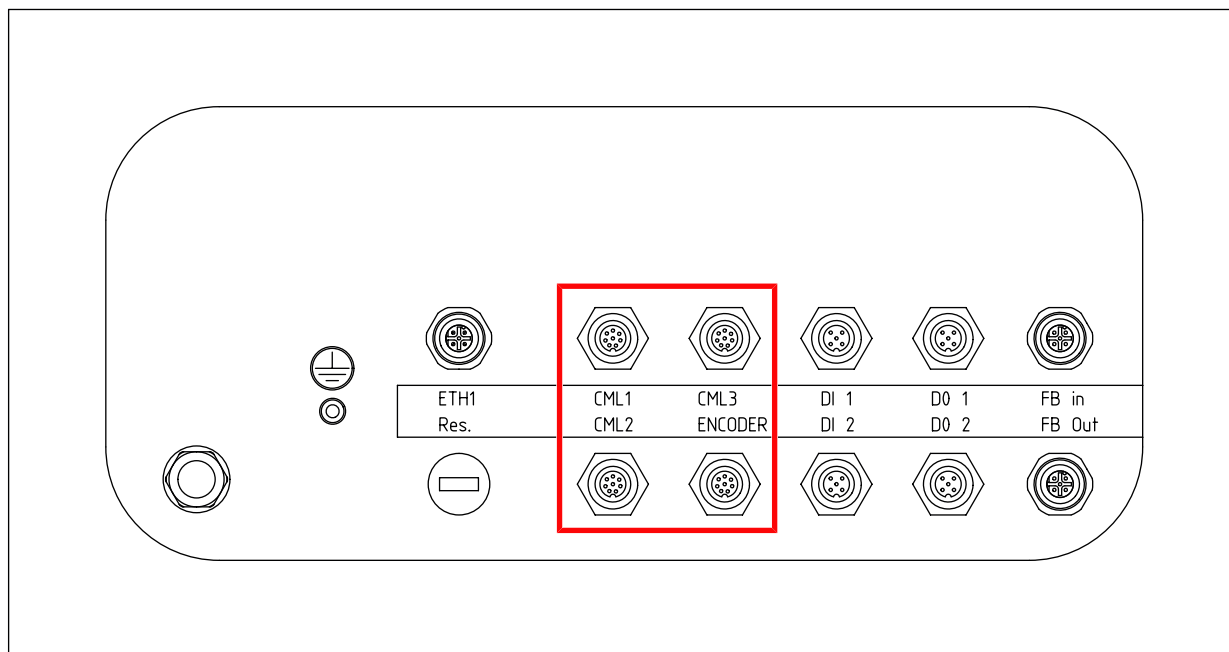 ETH1 CML1 CML3 DI 1 DO 1 FB in
Res. CML2 ENCODER DI 2 DO 2 FB Out